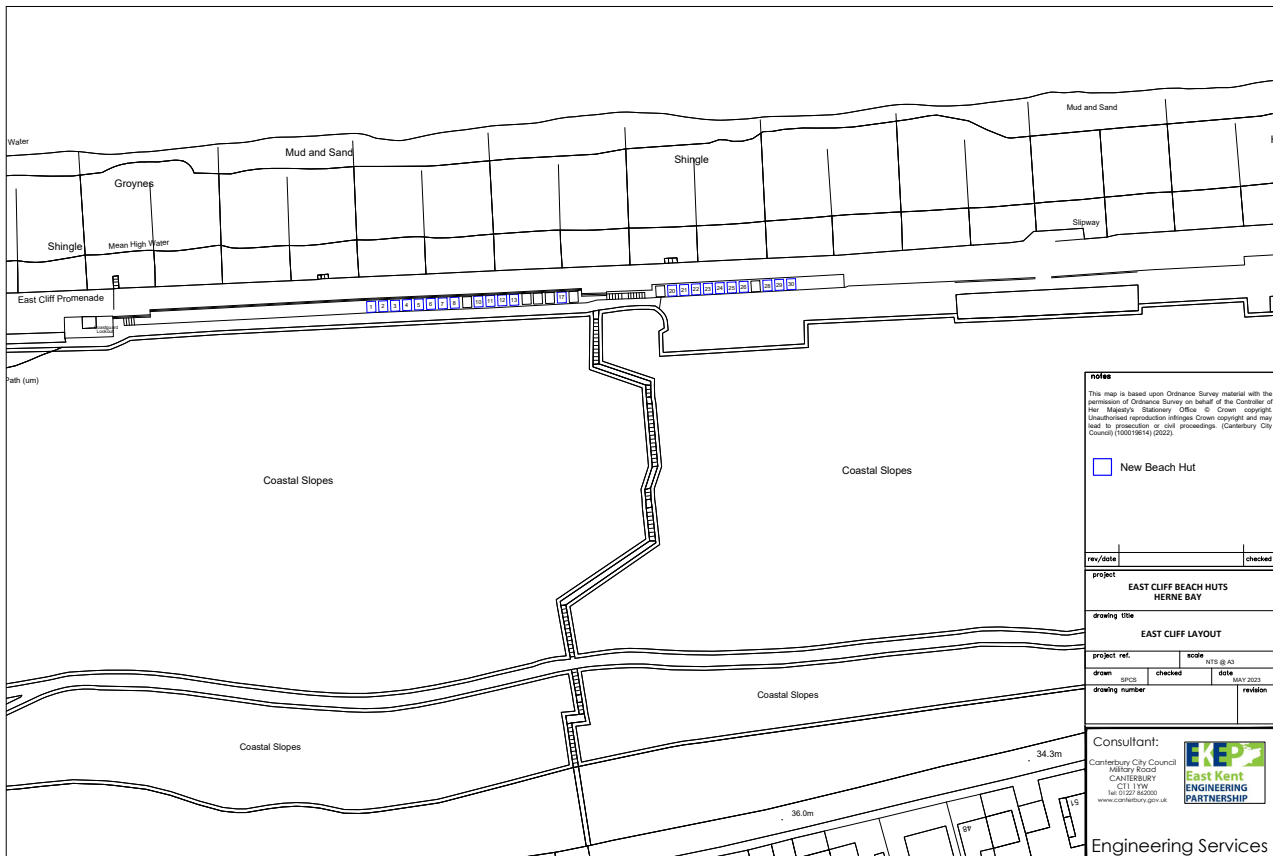 Mud and Sand
Water
Mud and Sand
Shingle
Groynes
Slipway
Shingle
Mean High Water
East Cliff Promenade
20 21 22 23 24 25 26 28 29 30
1 2 3 4 5 6 7 8 10 11 12 13 17
Coastguard
Lookout
Path (um)
Coastal Slopes
Coastal Slopes
Coastal Slopes
Coastal Slopes
34.3m
36.0m
51
48
notes
This map is based upon Ordnance Survey material with the
permission of Ordnance Survey on behalf of the Controller of
Her Majesty's Stationery Office © Crown copyright.
Unauthorised reproduction infringes Crown copyright and may
lead to prosecution or civil proceedings. (Canterbury City
Council) (100019614) (2022).
New Beach Hut
rev/date checked
project
EAST CLIFF BEACH HUTS
HERNE BAY
drawing title
EAST CLIFF LAYOUT
project ref. scale
NTS @ A3
drawn checked date
SPCS MAY 2023
drawing number revision
Consultant:
Canterbury City Council
Military Road
CANTERBURY
CT1 1YW
Tel: 01227 862000
www.canterbury.gov.uk
EKEP
East Kent
ENGINEERING
PARTNERSHIP
Engineering Services